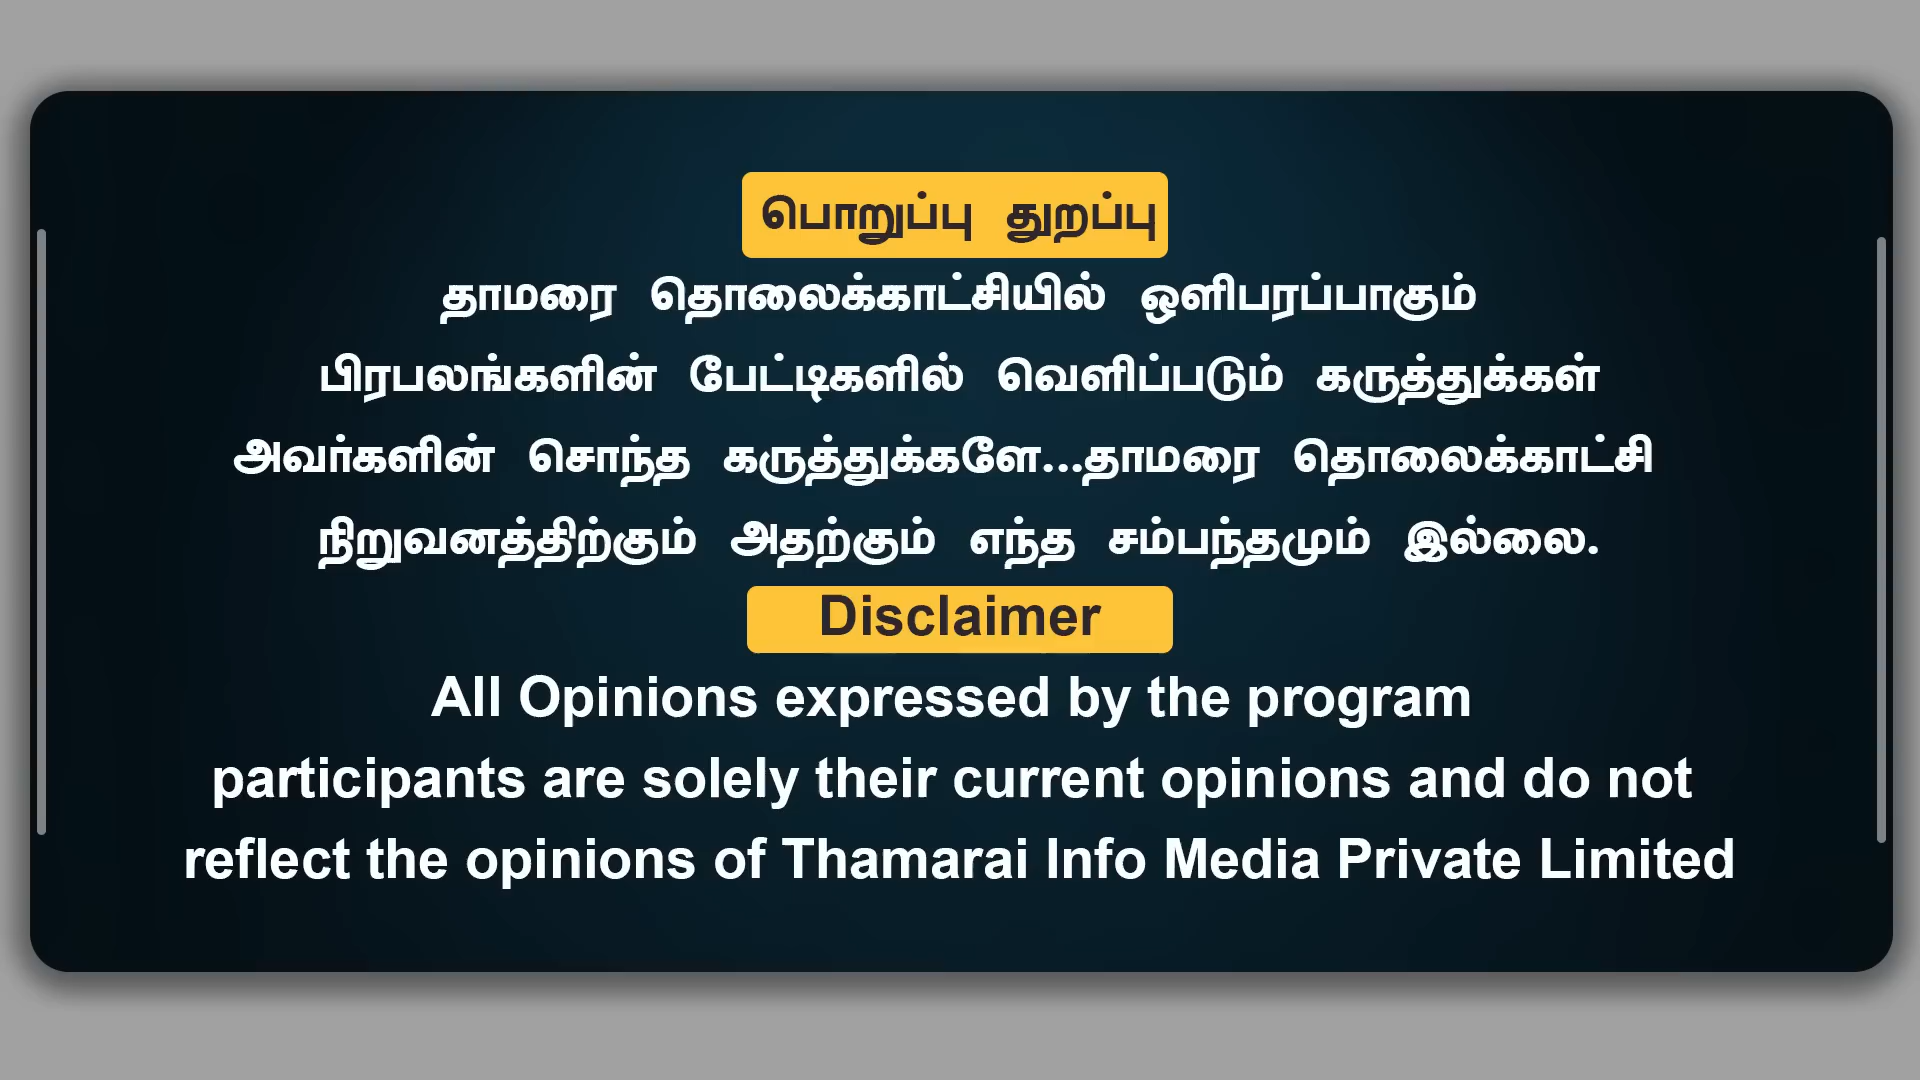 பொறுப்பு துறப்பு
தாமரை தொலைக்காட்சியில் ஒளிபரப்பாகும்
பிரபலங்களின் பேட்டிகளில் வெளிப்படும் கருத்துக்கள்
அவர்களின் சொந்த கருத்துக்களே...தாமரை தொலைக்காட்சி
நிறுவனத்திற்கும் அதற்கும் எந்த சம்பந்தமும் இல்லை.
Disclaimer
All Opinions expressed by the program
participants are solely their current opinions and do not
reflect the opinions of Thamarai Info Media Private Limited